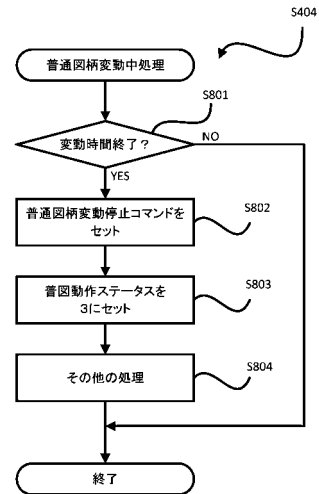 S404
普通図柄変動中処理
S801
変動時間終了？
NO
YES
普通図柄変動停止コマンドを
セット
S802
普図動作ステータスを
3にセット
S803
その他の処理
S804
終了